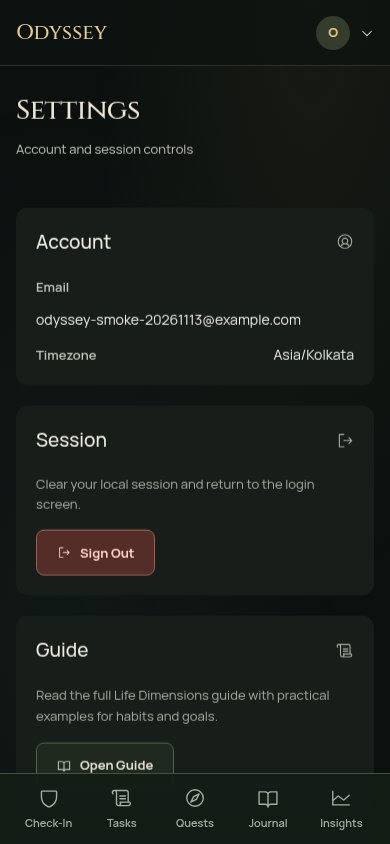 ODYSSEY
O
SETTINGS
Account and session controls
Account
Email
odyssey-smoke-20261113@example.com
Timezone
Asia/Kolkata
Session
Clear your local session and return to the login
screen.
Sign Out
Guide
Read the full Life Dimensions guide with practical
examples for habits and goals.
Open Guide
Check-In
Tasks
Quests
Journal
Insights